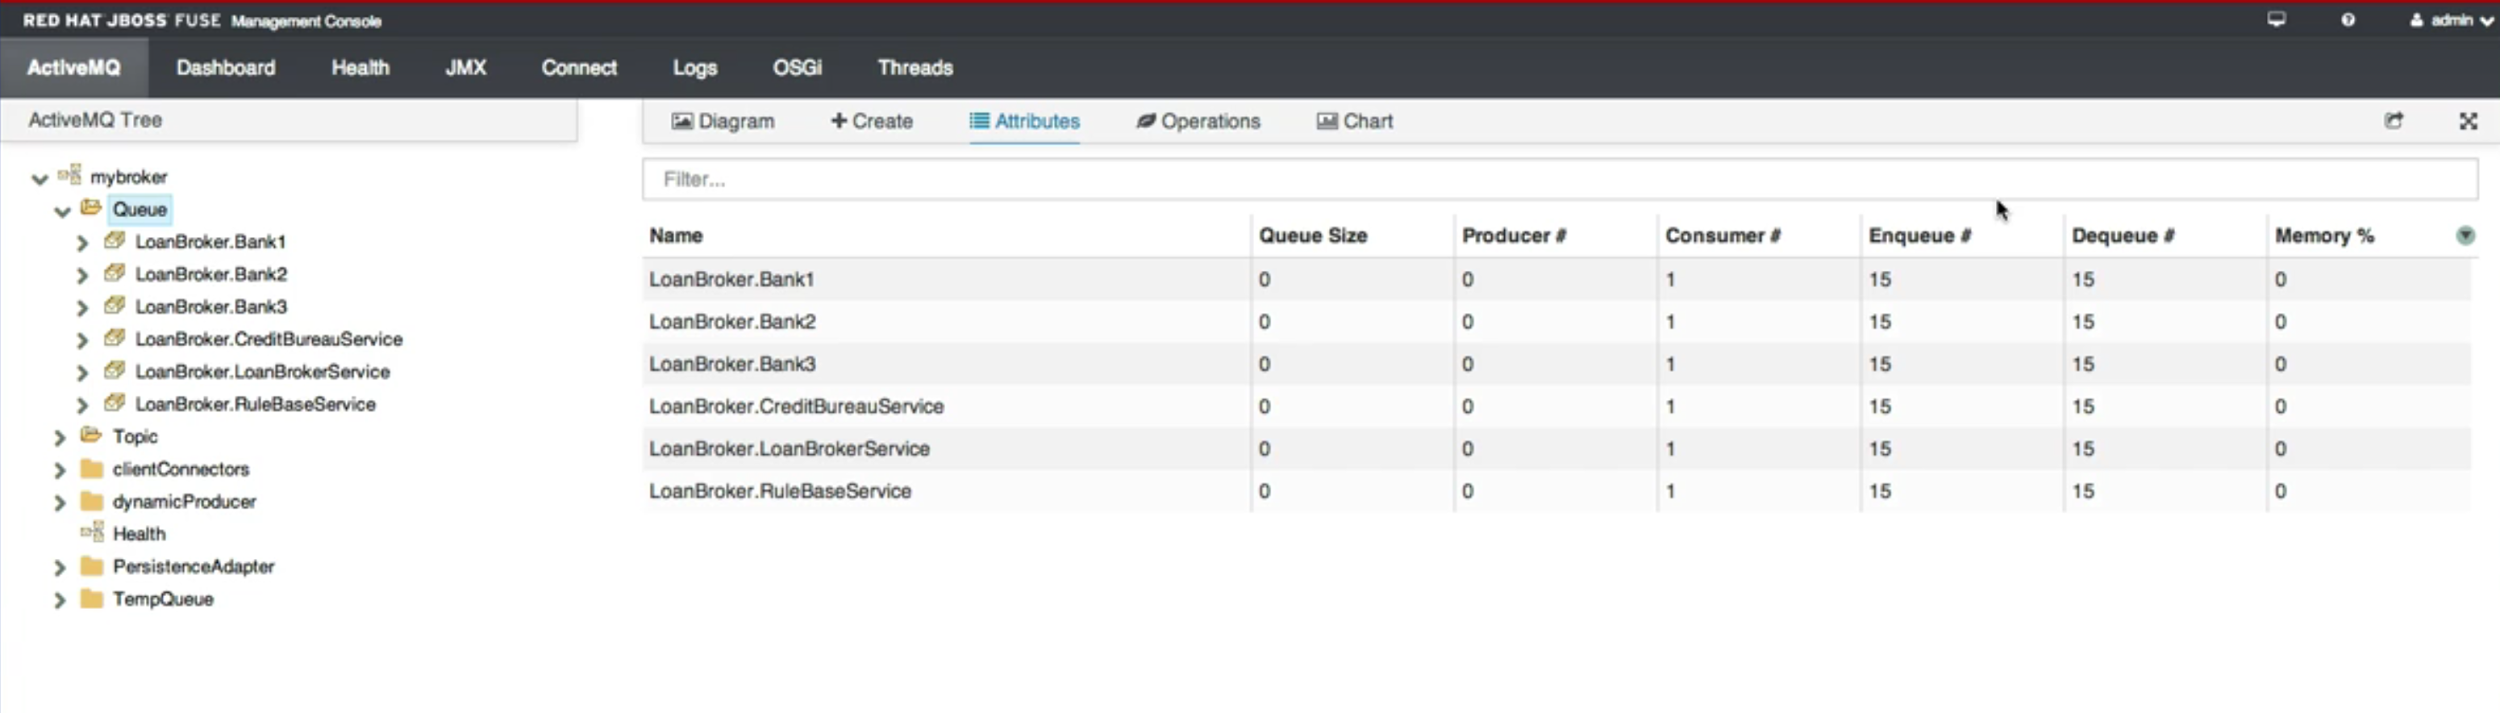 RED HAT JBOSS FUSE Management Console
admin
ActiveMQ Dashboard Health JMX Connect Logs OSGi Threads
ActiveMQ Tree
mybroker
Queue
LoanBroker.Bank1
LoanBroker.Bank2
LoanBroker.Bank3
LoanBroker.CreditBureauService
LoanBroker.LoanBrokerService
LoanBroker.RuleBaseService
Topic
clientConnectors
dynamicProducer
Health
PersistenceAdapter
TempQueue
Diagram Create Attributes Operations Chart
Filter...
Name Queue Size Producer # Consumer # Enqueue # Dequeue # Memory %
LoanBroker.Bank1 0 0 1 15 15 0
LoanBroker.Bank2 0 0 1 15 15 0
LoanBroker.Bank3 0 0 1 15 15 0
LoanBroker.CreditBureauService 0 0 1 15 15 0
LoanBroker.LoanBrokerService 0 0 1 15 15 0
LoanBroker.RuleBaseService 0 0 1 15 15 0